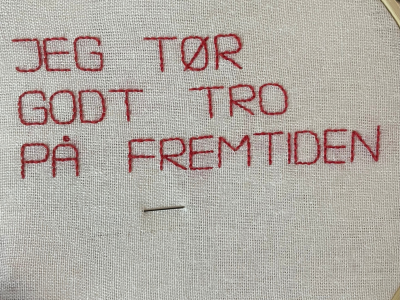 JEG TØR
GODT TRO
PÅ FREMTIDEN